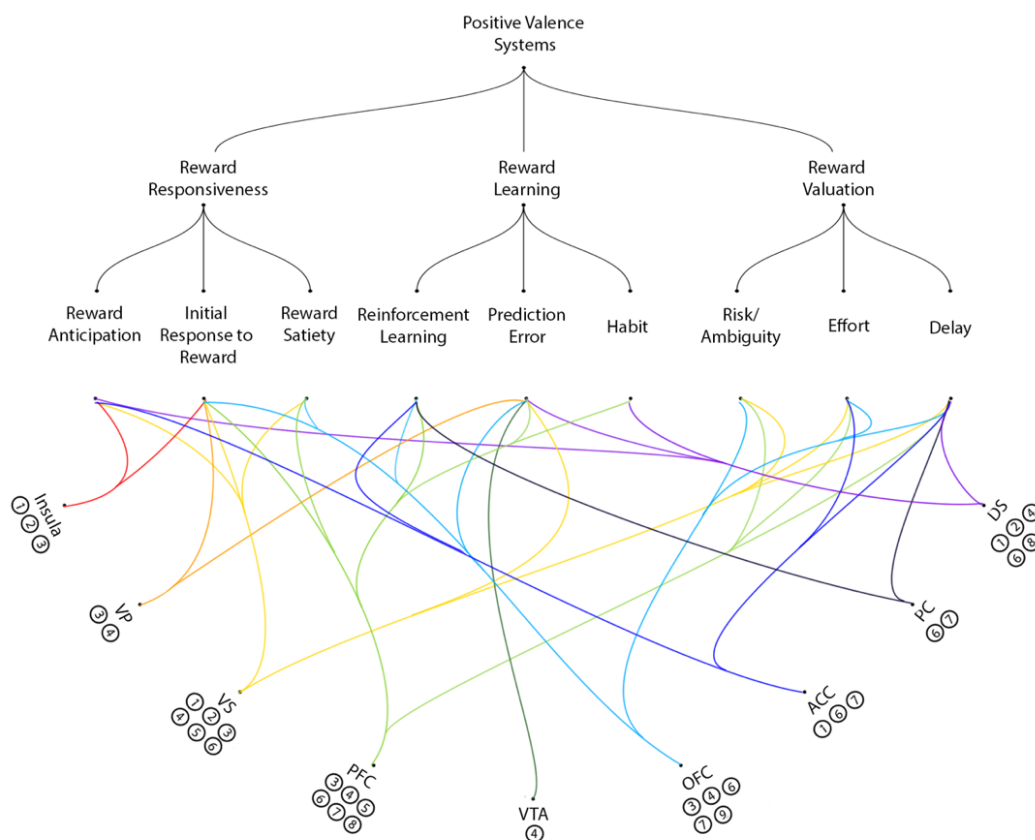 Positive Valence
Systems
Reward
Responsiveness
Reward
Learning
Reward
Valuation
Reward
Anticipation
Initial
Response to
Reward
Reward
Satiety
Reinforcement
Learning
Prediction
Error
Habit
Risk/
Ambiguity
Effort
Delay
Insula
1 2 3
VP
3 4
VS
1 2 3
4 5 6
PFC
3 4 5
6 7 8
VTA
4
OFC
3 4 6
7 9
ACC
1 6 7
PC
6 7
DS
1 2 4
6 8